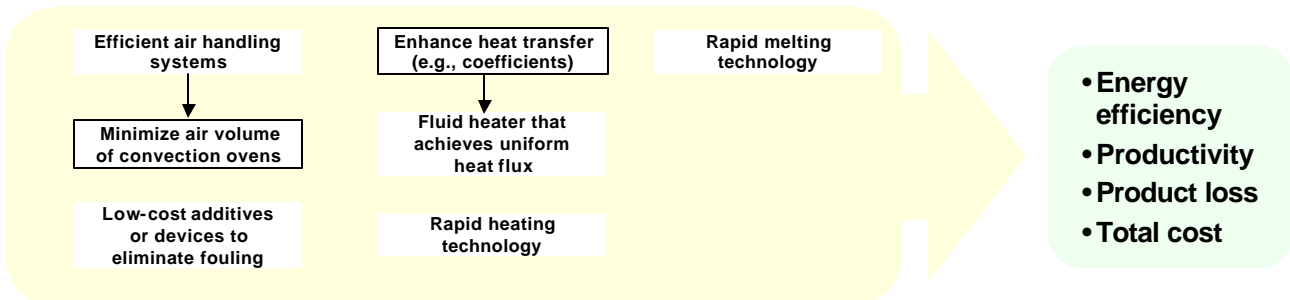 Efficient air handling
systems
Minimize air volume
of convection ovens
Low-cost additives
or devices to
eliminate fouling
Enhance heat transfer
(e.g., coefficients)
Fluid heater that
achieves uniform
heat flux
Rapid heating
technology
Rapid melting
technology
• Energy
efficiency
• Productivity
• Product loss
• Total cost